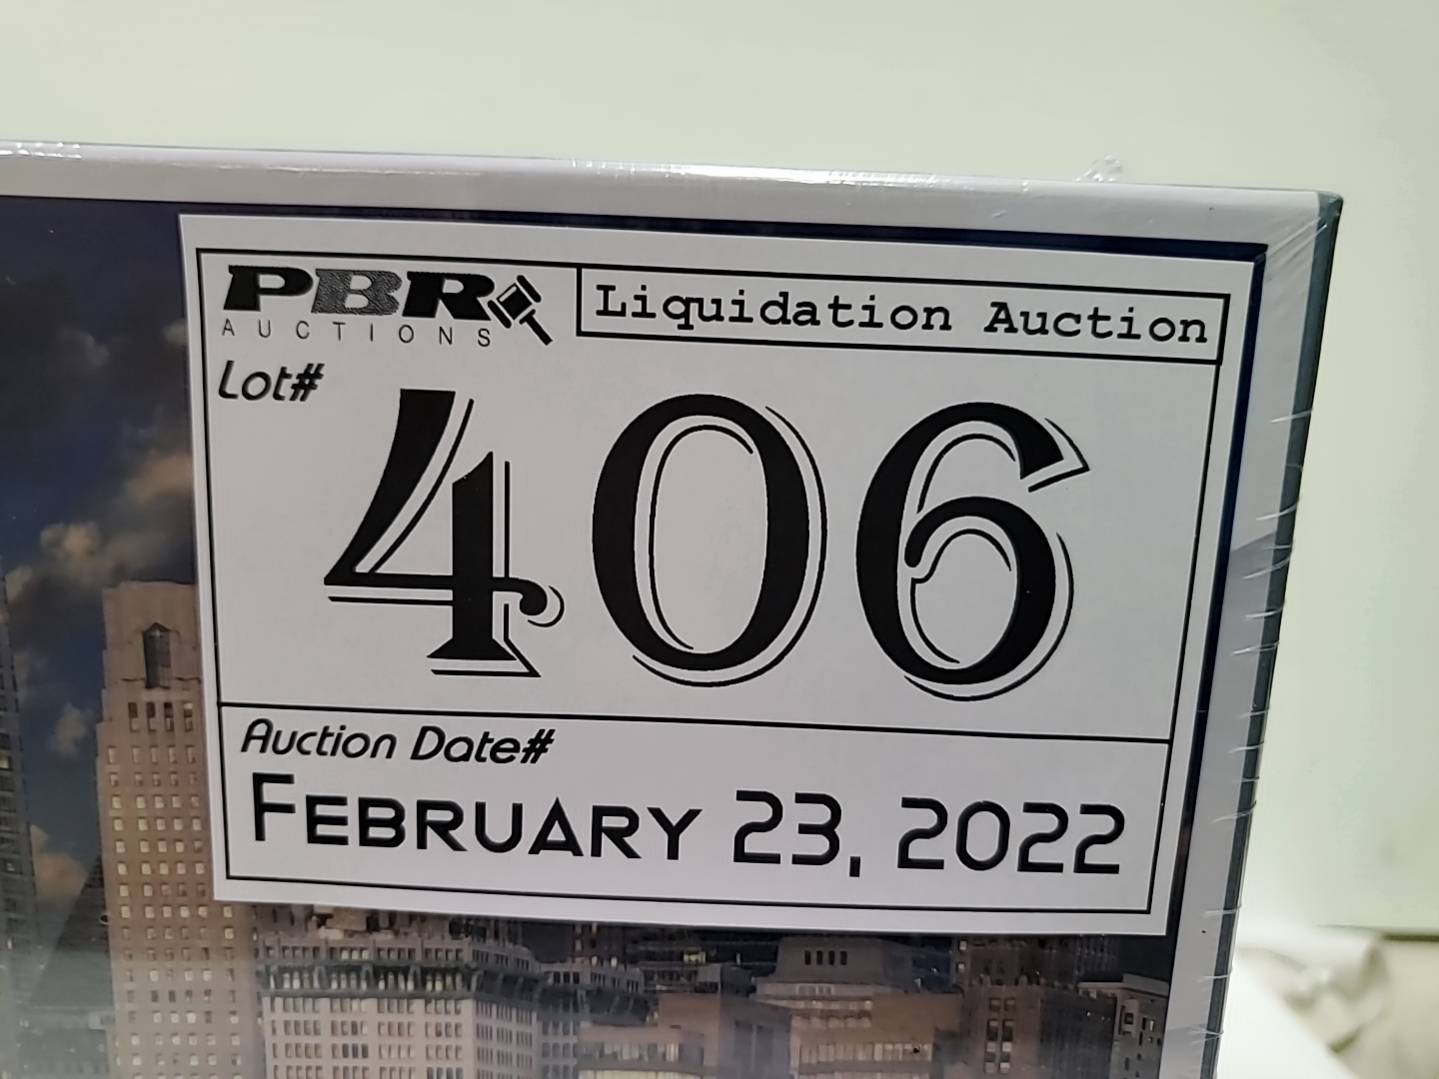 PBR
AUCTIONS
Liquidation Auction
Lot#
406
Auction Date#
FEBRUARY 23, 2022